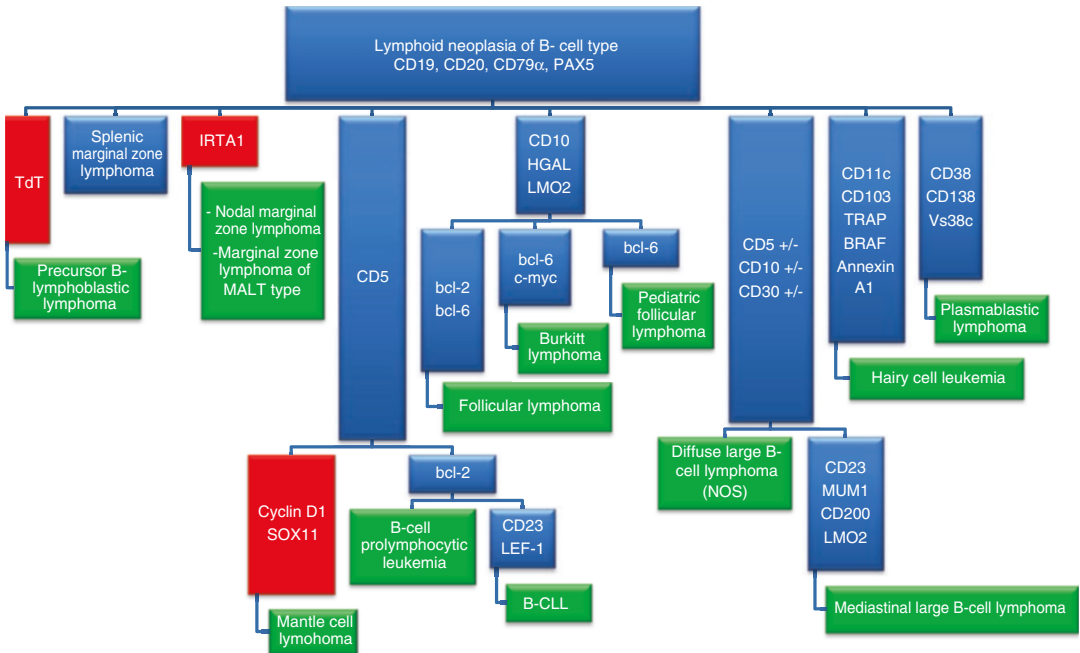 Lymphoid neoplasia of B- cell type
CD19, CD20, CD79α, PAX5
TdT
Precursor B-
lymphoblastic
lymphoma
Splenic
marginal zone
lymphoma
IRTA1
- Nodal marginal
zone lymphoma
-Marginal zone
lymphoma of
MALT type
CD5
Cyclin D1
SOX11
Mantle cell
lymohoma
bcl-2
B-cell
prolymphocytic
leukemia
CD23
LEF-1
B-CLL
CD10
HGAL
LMO2
bcl-2
bcl-6
Follicular lymphoma
bcl-6
c-myc
Burkitt
lymphoma
bcl-6
Pediatric
follicular
lymphoma
CD5 +/-
CD10 +/-
CD30 +/-
Diffuse large B-
cell lymphoma
(NOS)
CD23
MUM1
CD200
LMO2
Mediastinal large B-cell lymphoma
CD11c
CD103
TRAP
BRAF
Annexin
A1
Hairy cell leukemia
CD38
CD138
Vs38c
Plasmablastic
lymphoma